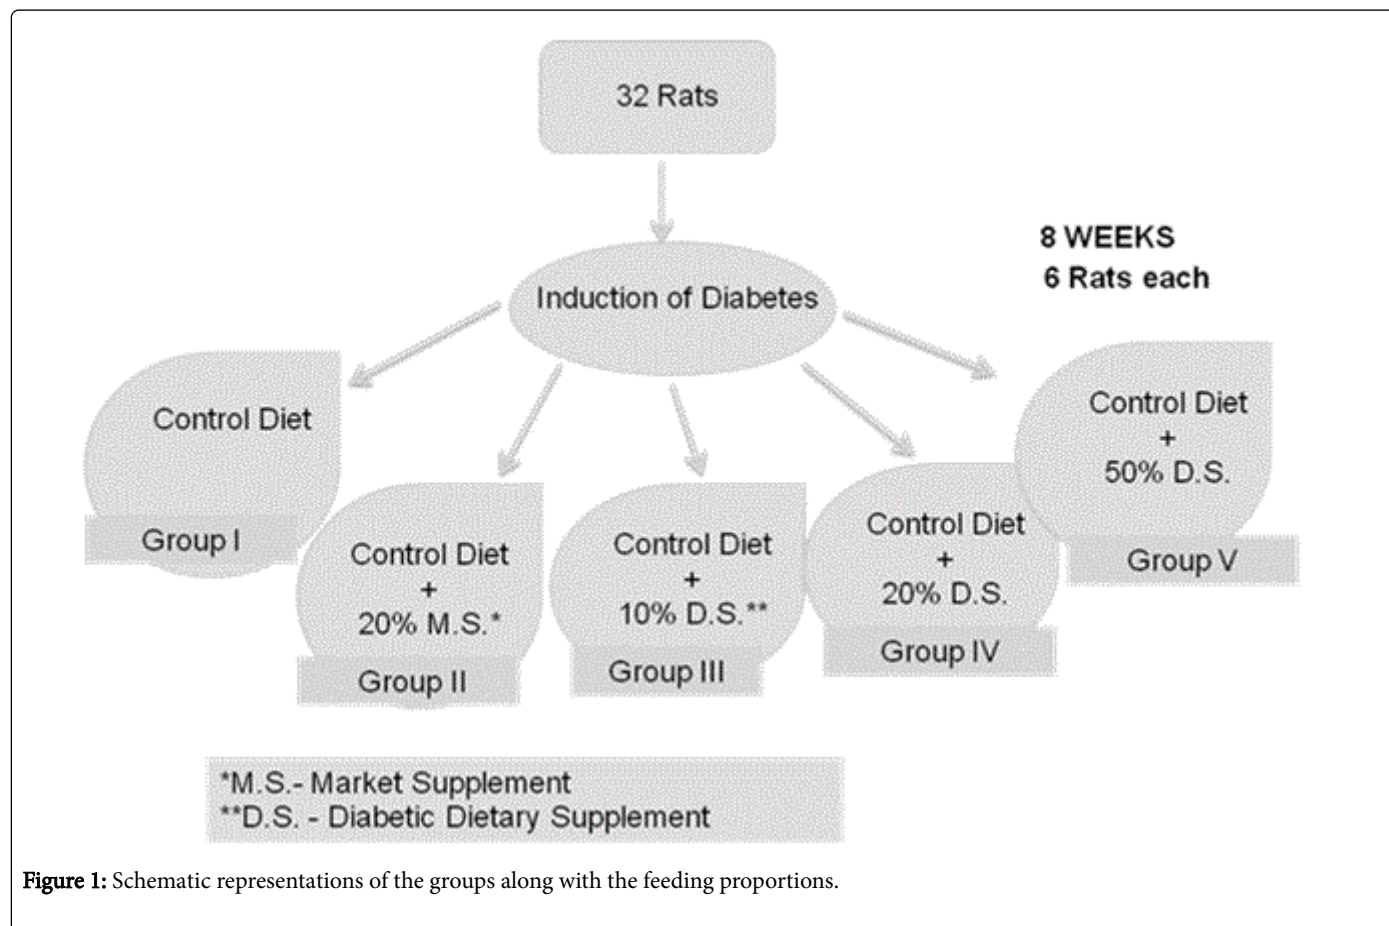 32 Rats
8 WEEKS
6 Rats each
Induction of Diabetes
Control Diet
Group I
Control Diet
+
20% M.S.*
Group II
Control Diet
+
10% D.S.**
Group III
Control Diet
+
20% D.S.
Group IV
Control Diet
+
50% D.S.
Group V
*M.S.- Market Supplement
**D.S. - Diabetic Dietary Supplement
Figure 1: Schematic representations of the groups along with the feeding proportions.